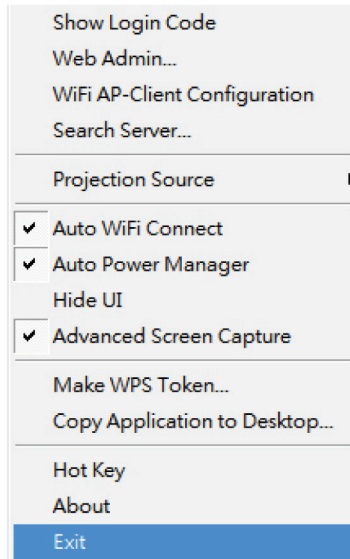 Show Login Code
Web Admin...
WiFi AP-Client Configuration
Search Server...
Projection Source
Auto WiFi Connect
Auto Power Manager
Hide UI
Advanced Screen Capture
Make WPS Token...
Copy Application to Desktop...
Hot Key
About
Exit